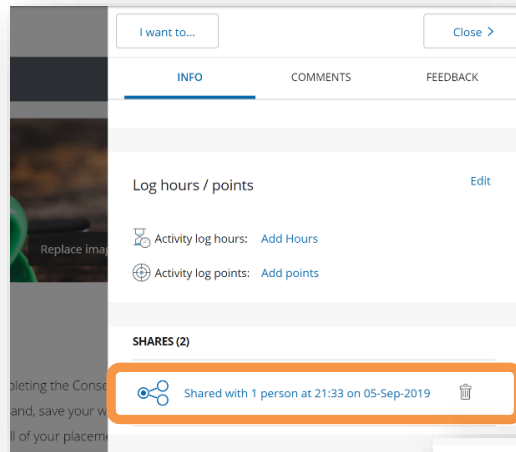 I want to...
Close >
INFO
COMMENTS
FEEDBACK
Log hours / points
Edit
Replace imag
Activity log hours: Add Hours
Activity log points: Add points
SHARES (2)
pleting the Conse
Shared with 1 person at 21:33 on 05-Sep-2019
and, save your w
ll of your placeme